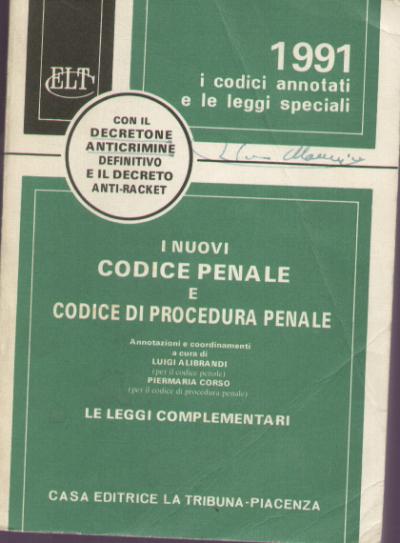 ELT
1991
i codici annotati
e le leggi speciali
CON IL
DECRETONE
ANTICRIMINE
DEFINITIVO
E IL DECRETO
ANTI-RACKET
I NUOVI
CODICE PENALE
E
CODICE DI PROCEDURA PENALE
Annotazioni e coordinamenti
a cura di
LUIGI ALIBRANDI
(per il codice penale)
PIERMARIA CORSO
(per il codice di procedura penale)
LE LEGGI COMPLEMENTARI
CASA EDITRICE LA TRIBUNA-PIACENZA